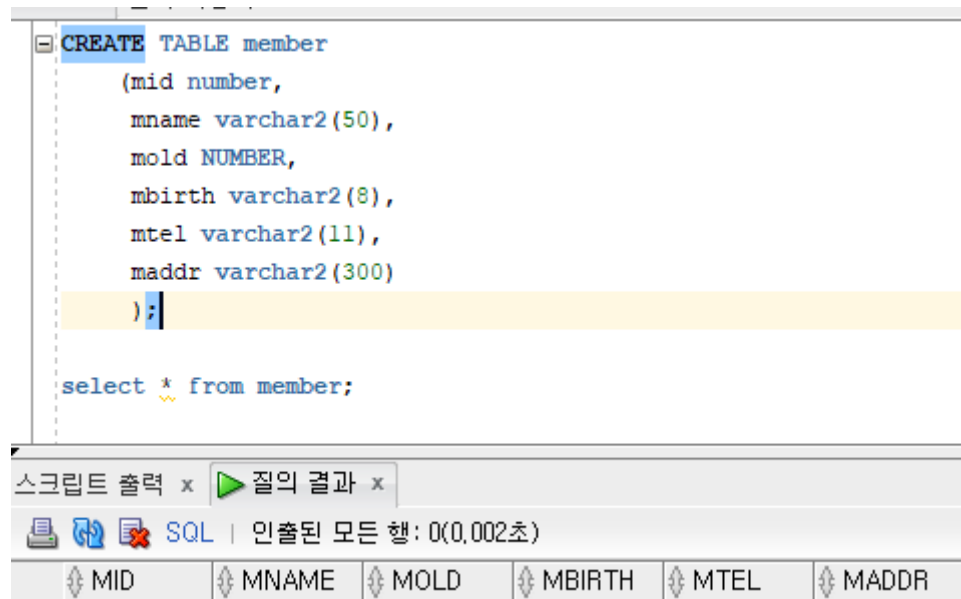 CREATE TABLE member
(mid number,
mname varchar2(50),
mold NUMBER,
mbirth varchar2(8),
mtel varchar2(11),
maddr varchar2(300)
);
select * from member;
스크립트 출력 x 질의 결과 x
SQL | 인출된 모든 행: 0(0,002초)
MID MNAME MOLD MBIRTH MTEL MADDR